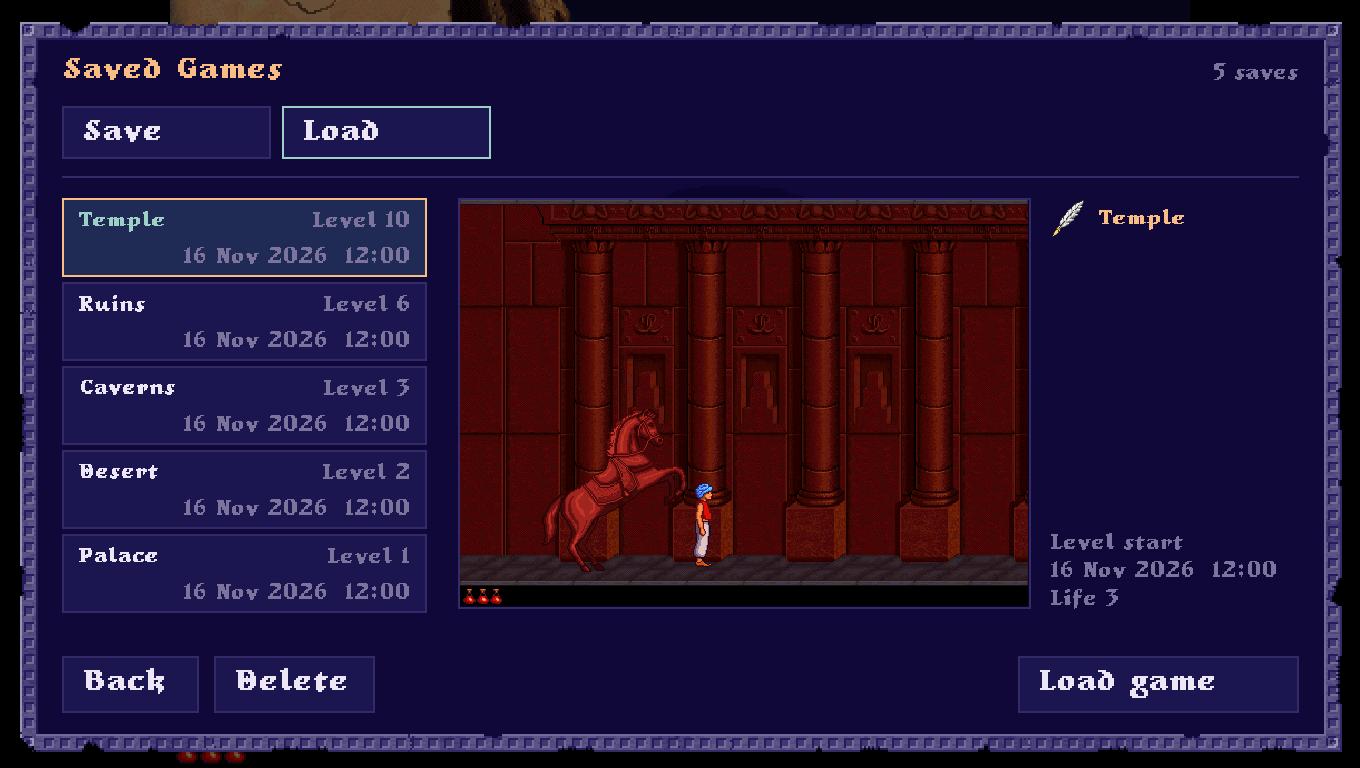 Saved Games
5 saves
Save
Load
Temple Level 10
16 Nov 2026 12:00
Ruins Level 6
16 Nov 2026 12:00
Caverns Level 3
16 Nov 2026 12:00
Desert Level 2
16 Nov 2026 12:00
Palace Level 1
16 Nov 2026 12:00
Temple
Level start
16 Nov 2026 12:00
Life 3
Back
Delete
Load game